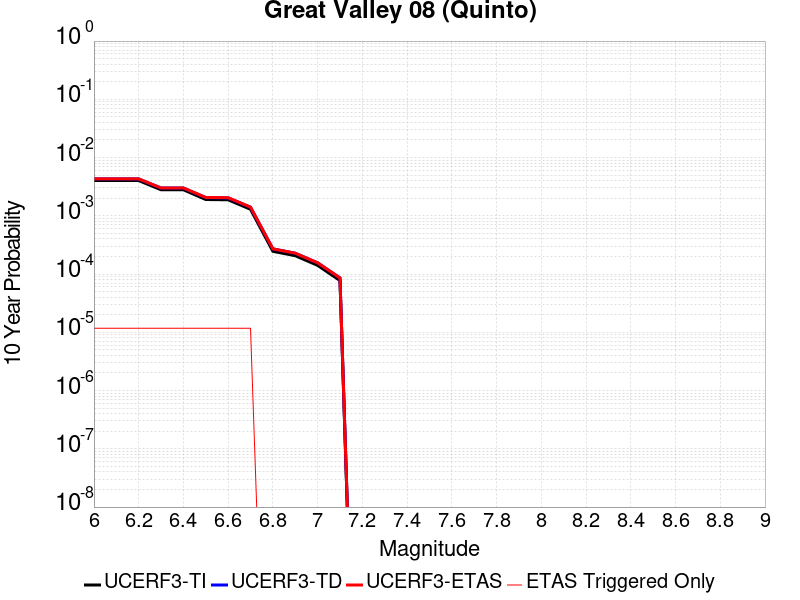 Great Valley 08 (Quinto)
10^0
10^-1
10^-2
10^-3
10^-4
10^-5
10^-6
10^-7
10^-8
10 Year Probability
6 6.2 6.4 6.6 6.8 7 7.2 7.4 7.6 7.8 8 8.2 8.4 8.6 8.8 9
Magnitude
UCERF3-TI UCERF3-TD UCERF3-ETAS ETAS Triggered Only